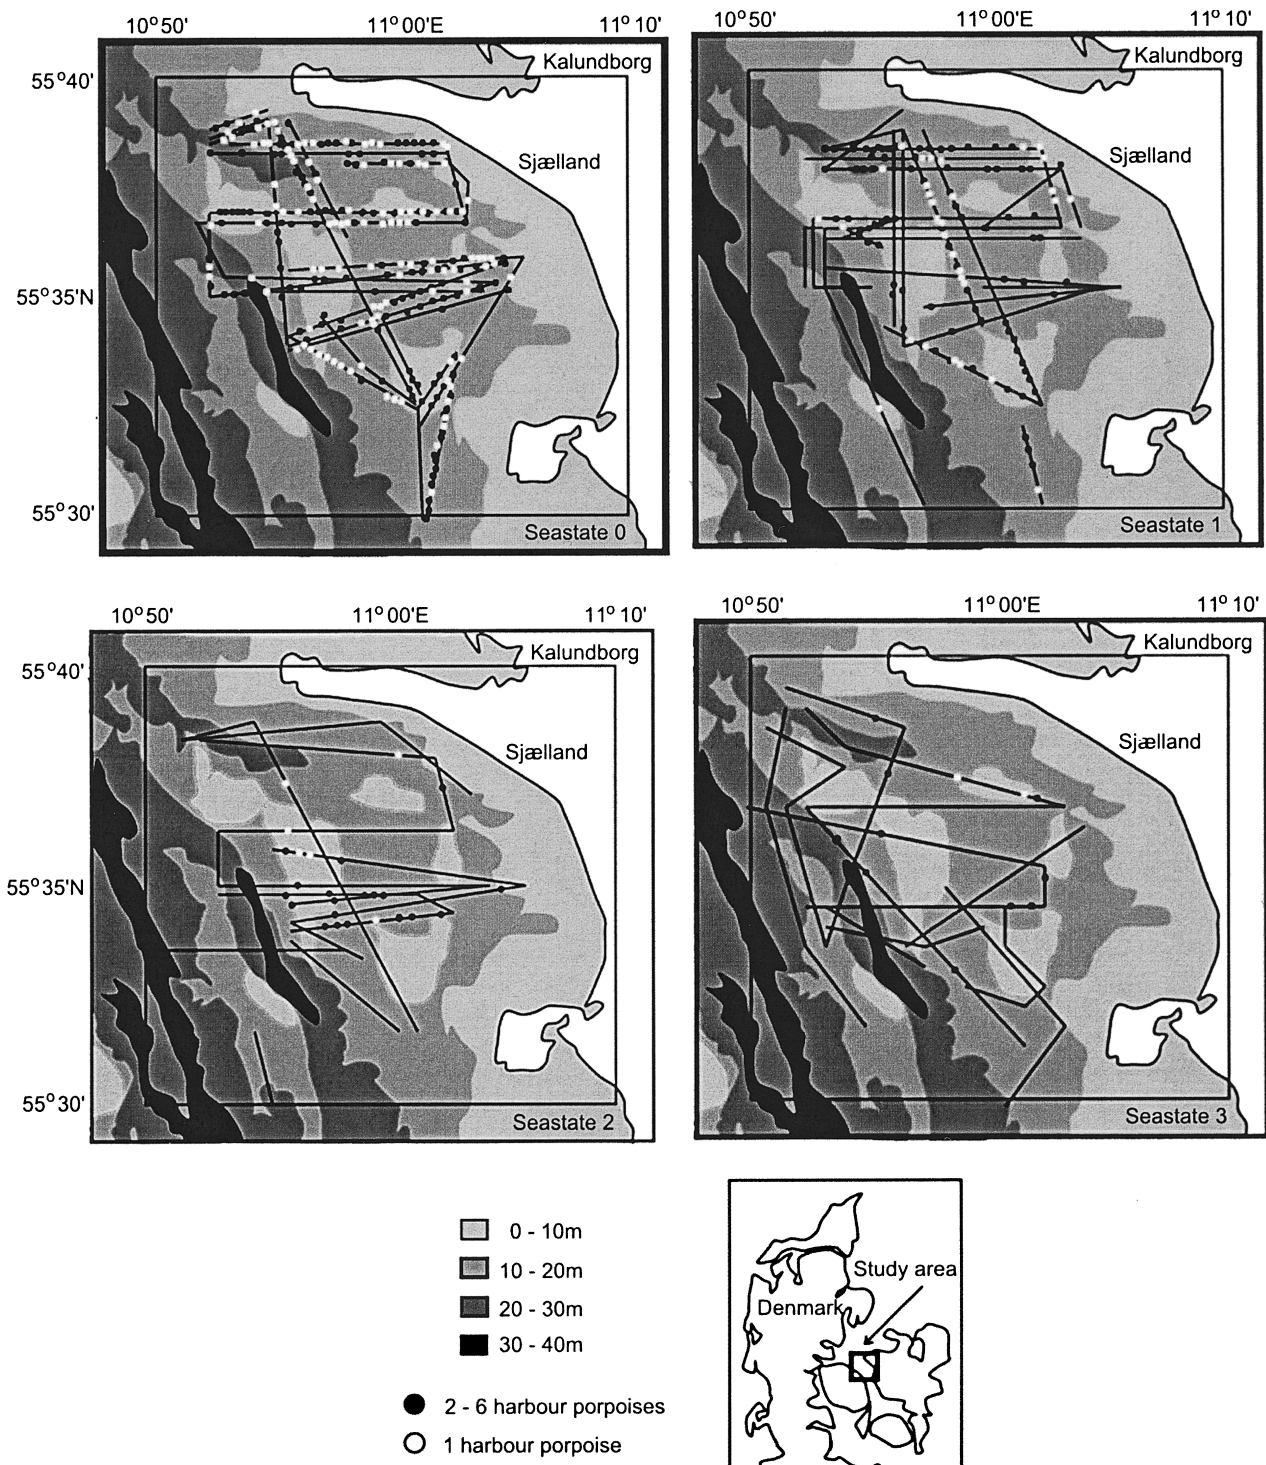 10°50' 11°00'E 11°10'
10°50' 11°00'E 11°10'
55°40'
Kalundborg
Kalundborg
Sjælland
Sjælland
55°35'N
55°30'
Seastate 0
Seastate 1
10°50' 11°00'E 11°10'
10°50' 11°00'E 11°10'
55°40'
Kalundborg
Kalundborg
Sjælland
Sjælland
55°35'N
55°30'
Seastate 2
Seastate 3
0 - 10m
10 - 20m
20 - 30m
30 - 40m
2 - 6 harbour porpoises
1 harbour porpoise
Study area
Denmark